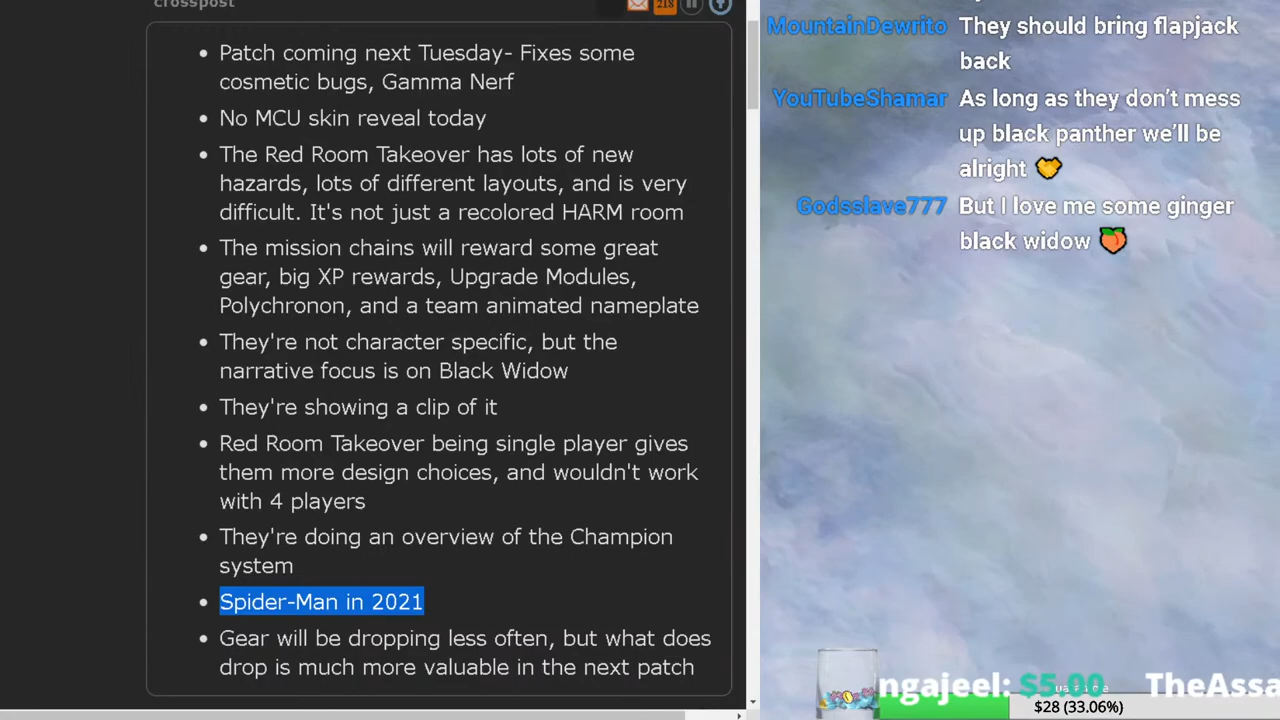 crosspost
218
Patch coming next Tuesday- Fixes some
cosmetic bugs, Gamma Nerf
No MCU skin reveal today
The Red Room Takeover has lots of new
hazards, lots of different layouts, and is very
difficult. It's not just a recolored HARM room
The mission chains will reward some great
gear, big XP rewards, Upgrade Modules,
Polychronon, and a team animated nameplate
They're not character specific, but the
narrative focus is on Black Widow
They're showing a clip of it
Red Room Takeover being single player gives
them more design choices, and wouldn't work
with 4 players
They're doing an overview of the Champion
system
Spider-Man in 2021
Gear will be dropping less often, but what does
drop is much more valuable in the next patch
MountainDewrito They should bring flapjack
back
YouTubeShamar As long as they don’t mess
up black panther we’ll be
alright
Godsslave777 But I love me some ginger
black widow
ngajeel: $5.00 TheAssa
$28 (33.06%)